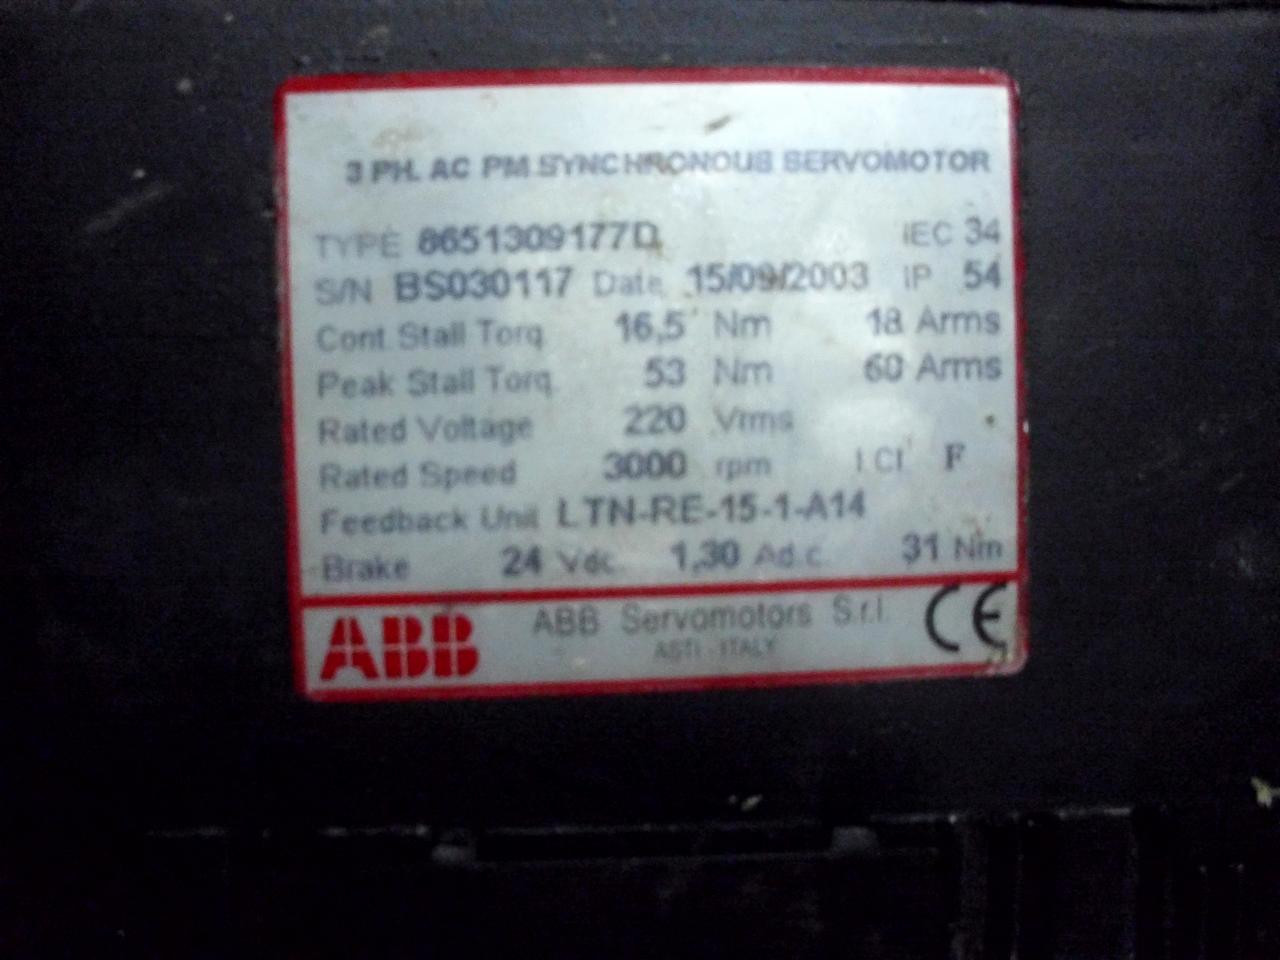 3 PH. AC PM SYNCHRONOUS SERVOMOTOR
TYPE 8651309177D IEC 34
S/N BS030117 Date 15/09/2003 IP 54
Cont Stall Torq 16,5 Nm 18 Arms
Peak Stall Torq 53 Nm 60 Arms
Rated Voltage 220 Vrms
Rated Speed 3000 rpm I.Cl F
Feedback Unit LTN-RE-15-1-A14
Brake 24 Vdc 1,30 Ad.c. 31 Nm
ABB ABB Servomotors S.r.l. CE
ASTI - ITALY